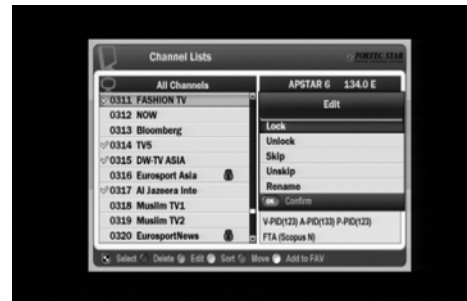 Channel Lists
FORTEC STAR
All Channels
APSTAR 6 134.0 E
0311 FASHION TV
0312 NOW
0313 Bloomberg
0314 TV5
0315 DW-TV ASIA
0316 Eurosport Asia
0317 Al Jazeera Inte
0318 Muslim TV1
0319 Muslim TV2
0320 EurosportNews
Edit
Lock
Unlock
Skip
Unskip
Rename
OK Confirm
V-PID(123) A-PID(133) P-PID(123)
FTA (Scopus N)
Select Delete Edit Sort Move Add to FAV